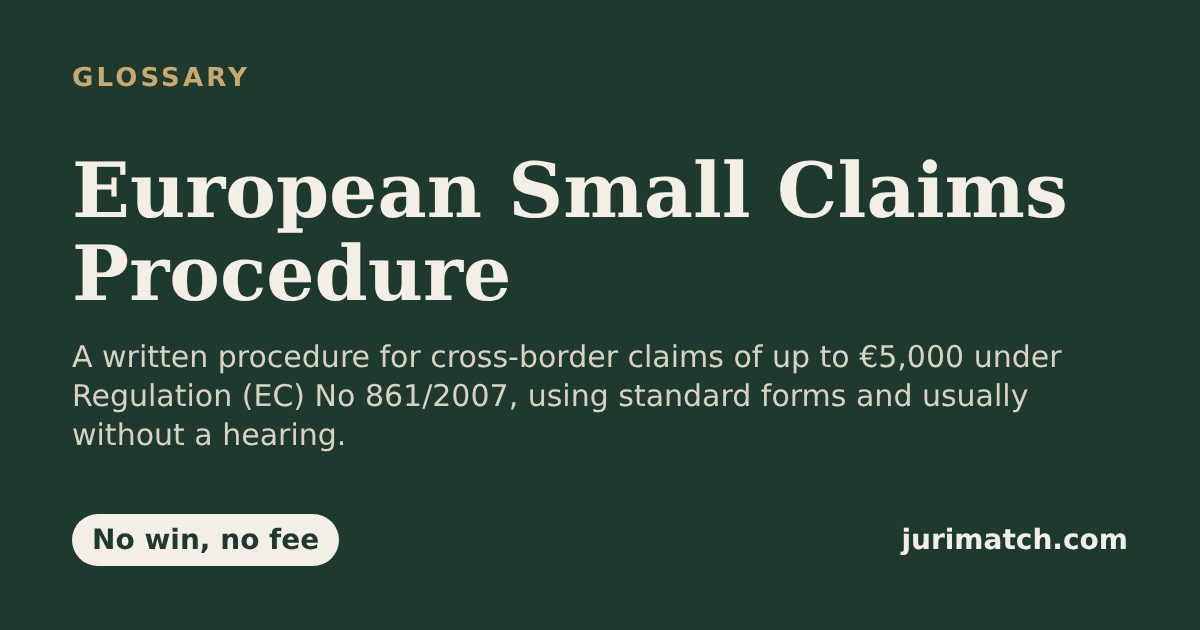 GLOSSARY
European Small Claims
Procedure
A written procedure for cross-border claims of up to €5,000 under
Regulation (EC) No 861/2007, using standard forms and usually
without a hearing.
No win, no fee
jurimatch.com